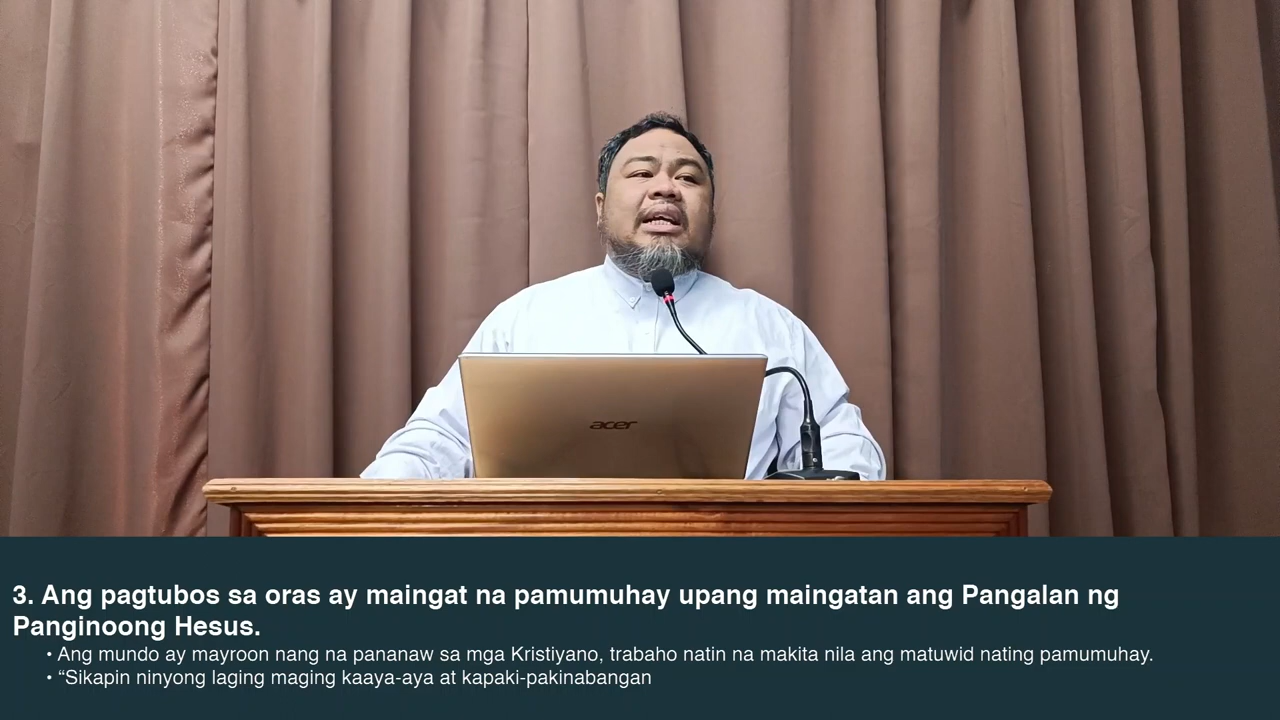 acer
3. Ang pagtubos sa oras ay maingat na pamumuhay upang maingatan ang Pangalan ng
Panginoong Hesus.
• Ang mundo ay mayroon nang na pananaw sa mga Kristiyano, trabaho natin na makita nila ang matuwid nating pamumuhay.
• “Sikapin ninyong laging maging kaaya-aya at kapaki-pakinabangan